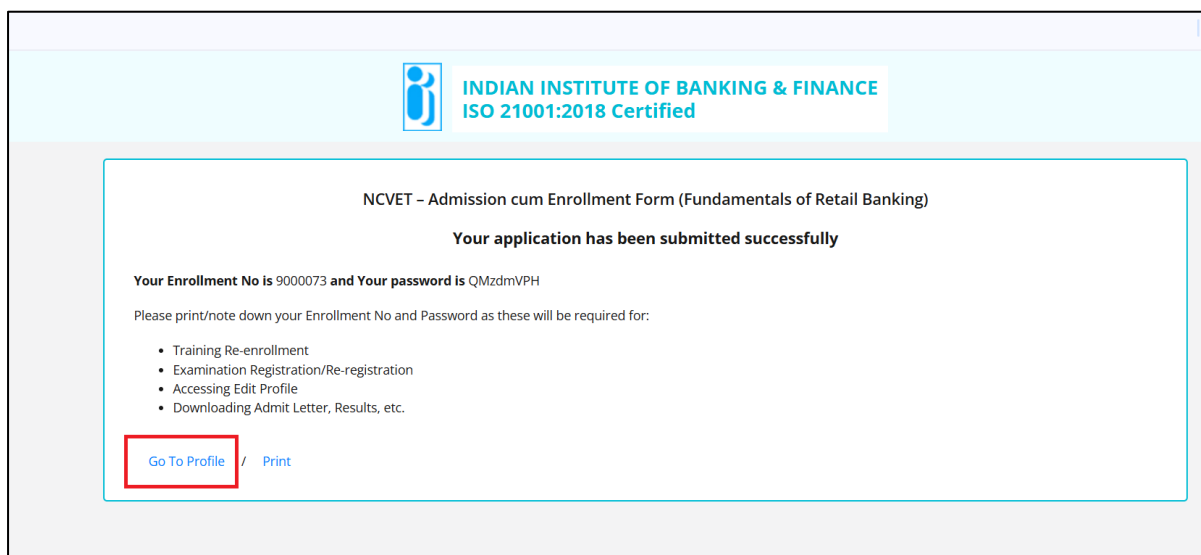 INDIAN INSTITUTE OF BANKING & FINANCE
ISO 21001:2018 Certified
NCVET – Admission cum Enrollment Form (Fundamentals of Retail Banking)
Your application has been submitted successfully
Your Enrollment No is 9000073 and Your password is QMzdmVPH
Please print/note down your Enrollment No and Password as these will be required for:
• Training Re-enrollment
• Examination Registration/Re-registration
• Accessing Edit Profile
• Downloading Admit Letter, Results, etc.
Go To Profile / Print